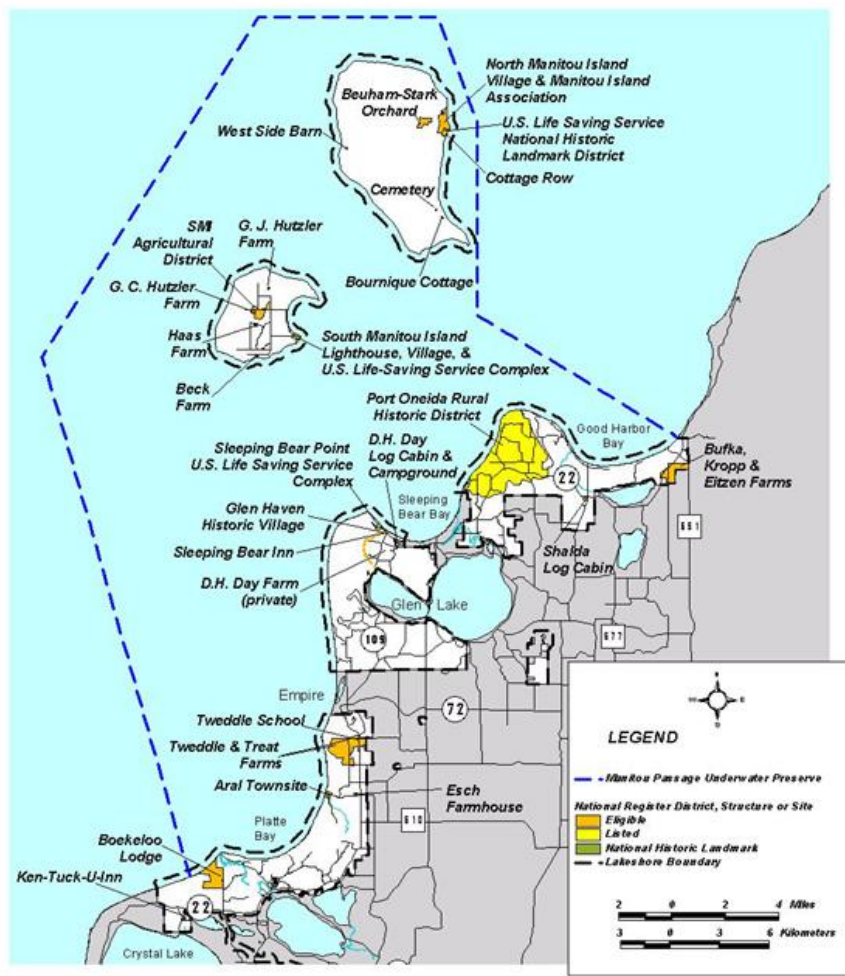 North Manitou Island
Village & Manitou Island
Association
Beuham-Stark
Orchard
U.S. Life Saving Service
National Historic
Landmark District
West Side Barn
Cottage Row
Cemetery
SMI
Agricultural
District
G. J. Hutzler
Farm
Bournique Cottage
G. C. Hutzler
Farm
Haas
Farm
South Manitou Island
Lighthouse, Village, &
U.S. Life-Saving Service Complex
Beck
Farm
Port Oneida Rural
Historic District
Good Harbor
Bay
Sleeping Bear Point
U.S. Life Saving Service
Complex
D.H. Day
Log Cabin &
Campground
Bufka,
Kropp &
Eitzen Farms
22
Sleeping
Bear Bay
Glen Haven
Historic Village
651
Sleeping Bear Inn
Shalda
Log Cabin
D.H. Day Farm
(private)
Glen Lake
109
677
Empire
72
Tweddle School
Tweddle & Treat
Farms
Aral Townsite
Esch
Farmhouse
Platte
Bay
610
Boekeloo
Lodge
Ken-Tuck-U-Inn
22
Crystal Lake
LEGEND
Manitou Passage Underwater Preserve
National Register District, Structure or Site
Eligible
Listed
National Historic Landmark
Lakeshore Boundary
2 0 2 4 Miles
3 0 3 6 Kilometers